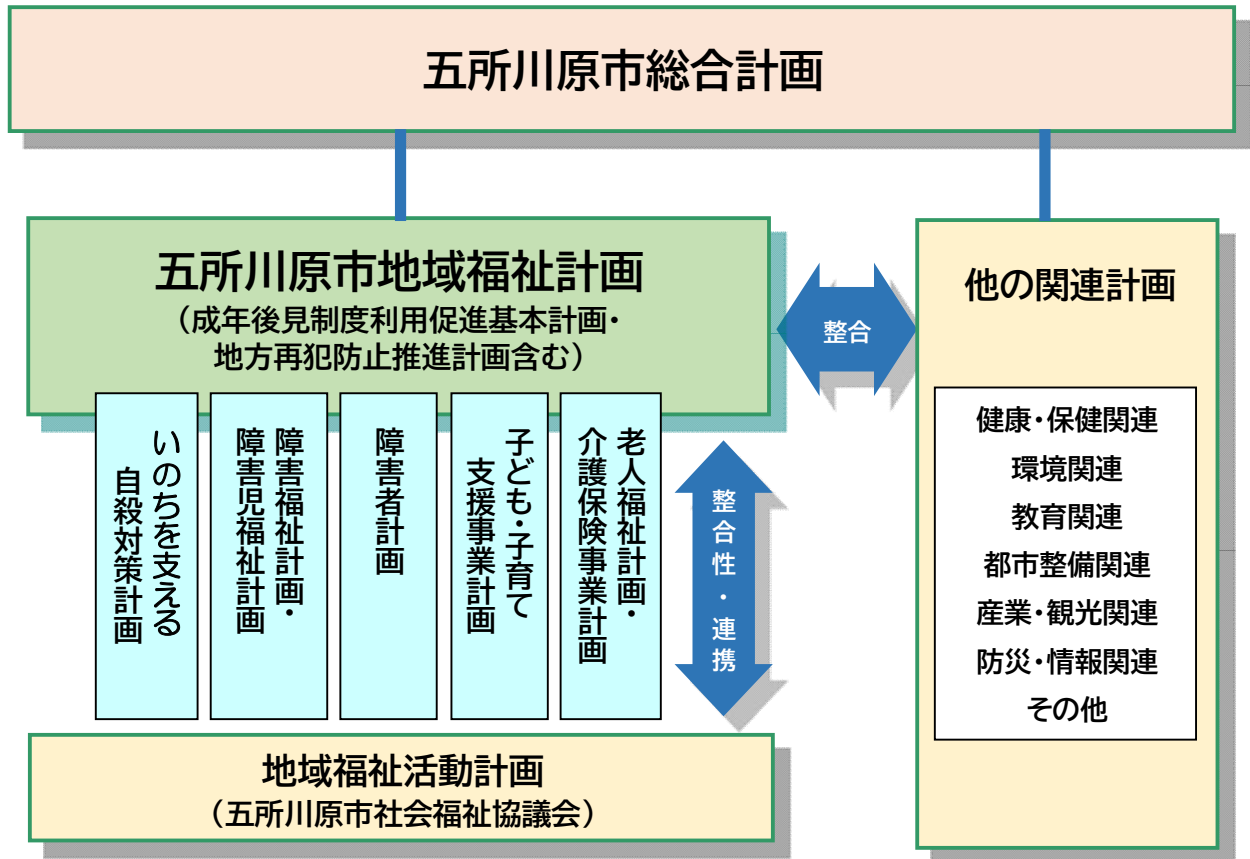 五所川原市総合計画
五所川原市地域福祉計画
（成年後見制度利用促進基本計画・
地方再犯防止推進計画含む）
整合
他の関連計画
健康・保健関連
環境関連
教育関連
都市整備関連
産業・観光関連
防災・情報関連
その他
老人福祉計画・
介護保険事業計画
子ども・子育て
支援事業計画
障害者計画
障害福祉計画・
障害児福祉計画
いのちを支える
自殺対策計画
整合性・連携
地域福祉活動計画
（五所川原市社会福祉協議会）